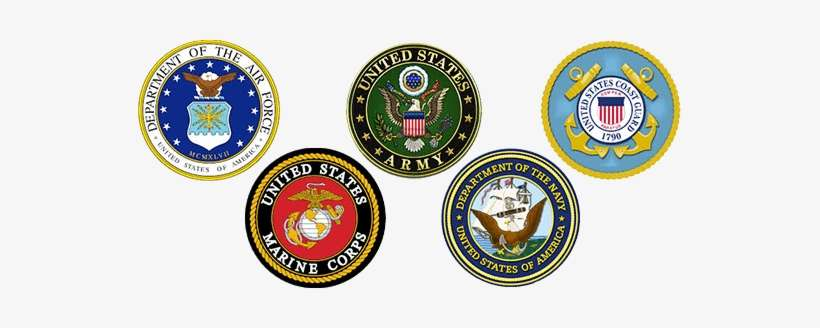 DEPARTMENT OF THE AIR FORCE
MCMXLVII
UNITED STATES OF AMERICA
UNITED STATES
ARMY
UNITED STATES COAST GUARD
1790
UNITED STATES
MARINE CORPS
DEPARTMENT OF THE NAVY
UNITED STATES OF AMERICA